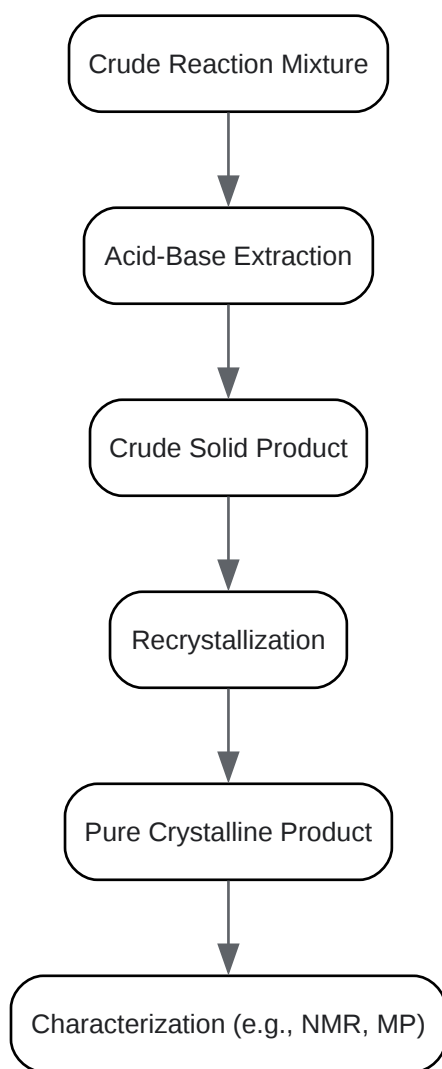 Crude Reaction Mixture
Acid-Base Extraction
Crude Solid Product
Recrystallization
Pure Crystalline Product
Characterization (e.g., NMR, MP)